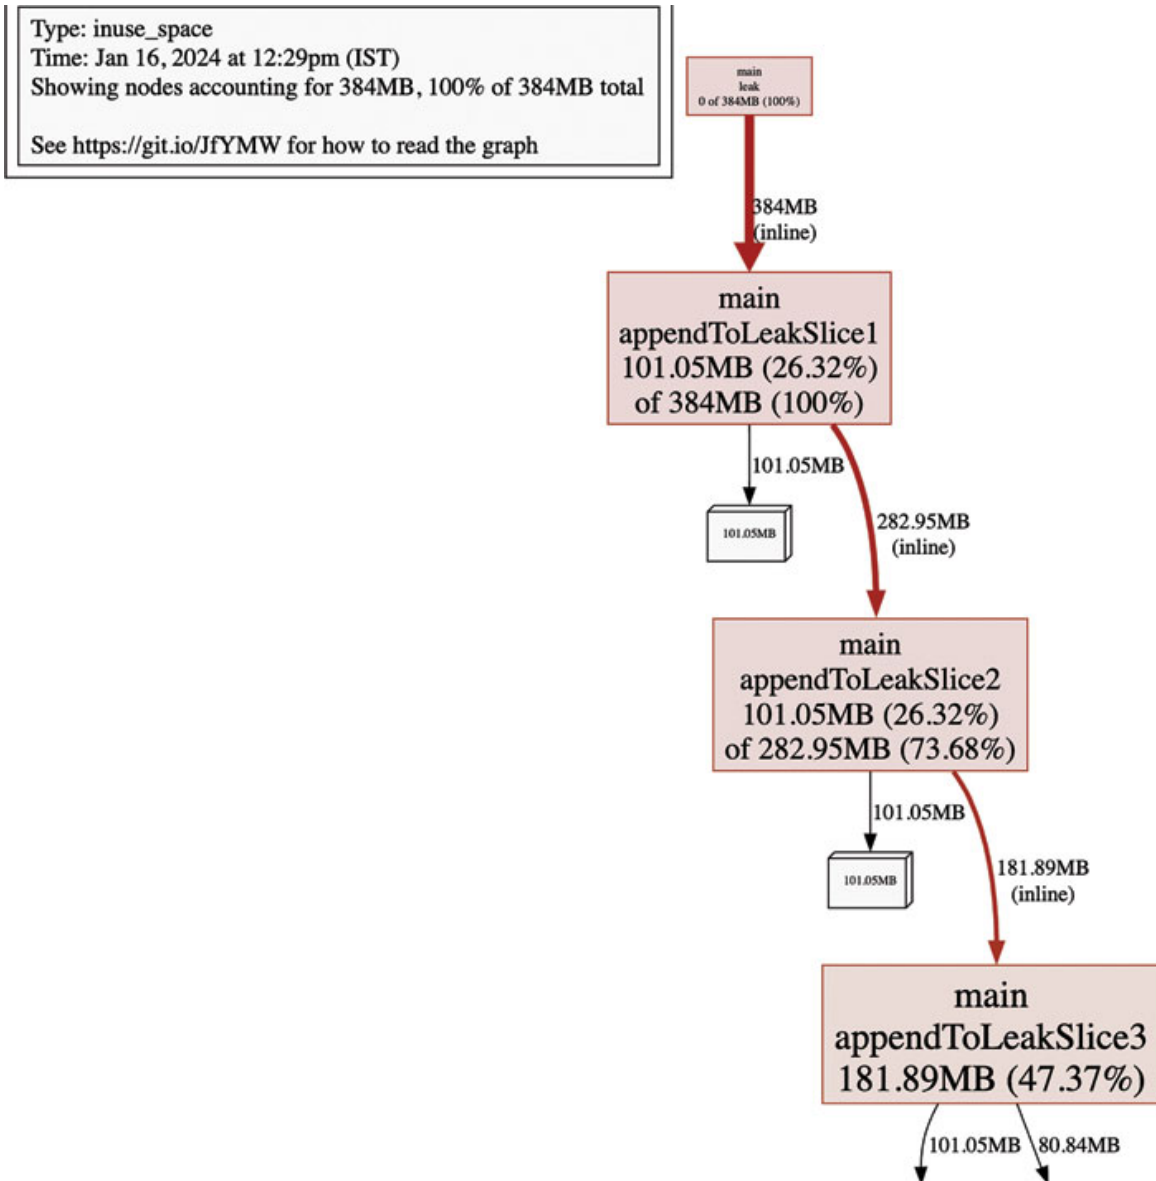 Type: inuse_space
Time: Jan 16, 2024 at 12:29pm (IST)
Showing nodes accounting for 384MB, 100% of 384MB total
See https://git.io/JfYMW for how to read the graph
main
leak
0 of 384MB (100%)
384MB
(inline)
main
appendToLeakSlice1
101.05MB (26.32%)
of 384MB (100%)
101.05MB
282.95MB
(inline)
101.05MB
main
appendToLeakSlice2
101.05MB (26.32%)
of 282.95MB (73.68%)
101.05MB
181.89MB
(inline)
101.05MB
main
appendToLeakSlice3
181.89MB (47.37%)
101.05MB
80.84MB